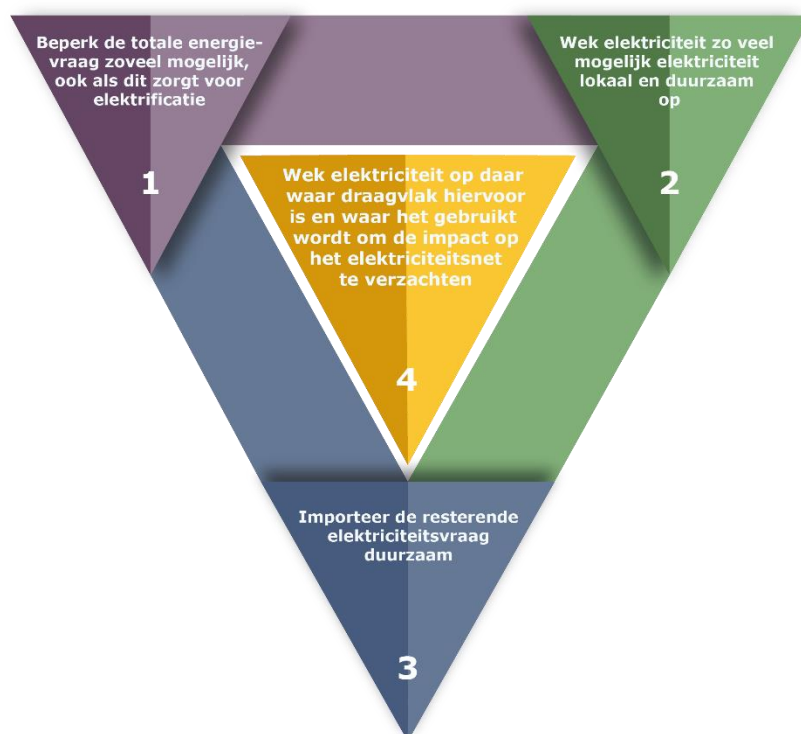 Beperk de totale energie-
vraag zoveel mogelijk,
ook als dit zorgt voor
elektrificatie
1
Wek elektriciteit zo veel
mogelijk elektriciteit
lokaal en duurzaam
op
2
Wek elektriciteit op daar
waar draagvlak hiervoor
is en waar het gebruikt
wordt om de impact op
het elektriciteitsnet
te verzachten
4
Importeer de resterende
elektriciteitsvraag
duurzaam
3